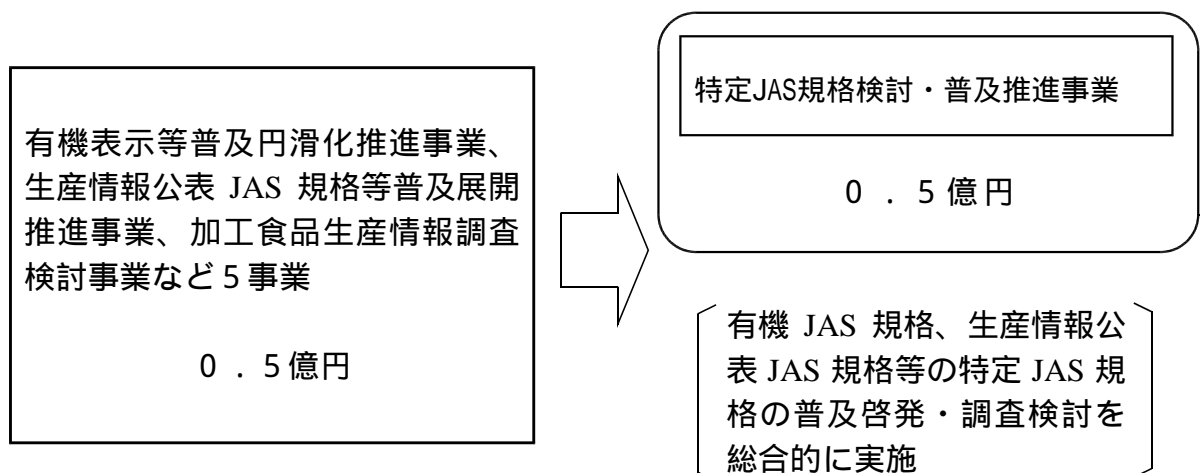 有機表示等普及円滑化推進事業、
生産情報公表 JAS 規格等普及展開
推進事業、加工食品生産情報調査
検討事業など5事業
0.5億円
特定JAS規格検討・普及推進事業
0.5億円
有機 JAS 規格、生産情報公
表 JAS 規格等の特定 JAS 規
格の普及啓発・調査検討を
総合的に実施